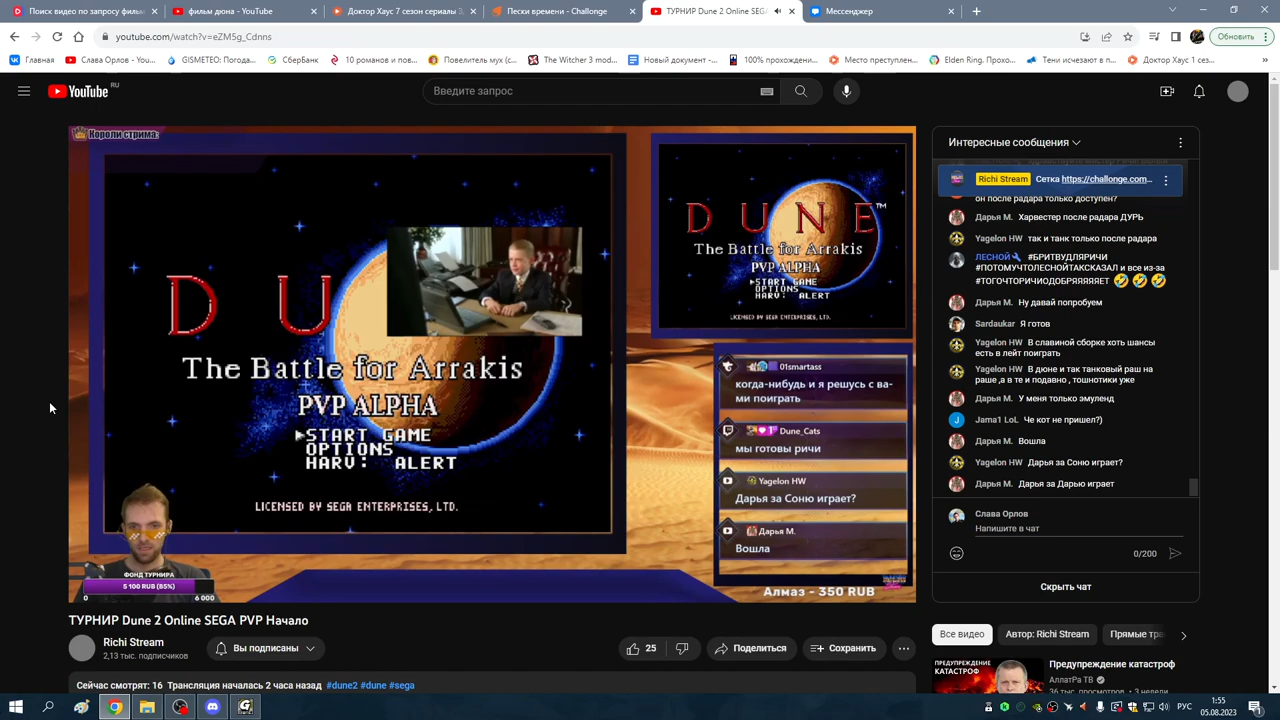 Поиск видео по запросу фильм
фильм дюна - YouTube
Доктор Хаус 7 сезон серпиалы 3,
Пески времени - Challonge
ТУРНИР Dune 2 Online SEGA
Мессенджер
youtube.com/watch?v=eZM5g_Cdnns
Обновить
Главная
Слава Орлов - You...
GISMETEO: Погода...
СберБанк
10 романов и пов...
Повелитель мух (с...
The Witcher 3 mod...
Новый документ -...
100% прохождени...
Место преступлен...
Elden Ring. Прохо...
Тени исчезают в п...
Доктор Хаус 1 сез...
YouTube
RU
Введите запрос
Короли стрима:
DU
The Battle for Arrakis
PVP ALPHA
START GAME
OPTIONS
HARV: ALERT
LICENSED BY SEGA ENTERPRISES, LTD.
ФОНД ТУРНИРА
5 100 RUB (85%)
0
6 000
DUNE™
The Battle for Arrakis
PVP ALPHA
START GAME
OPTIONS
HARV: ALERT
LICENSED BY SEGA ENTERPRISES, LTD.
01smartass
когда-нибудь и я решусь с ва-
ми поиграть
Dune_Cats
мы готовы ричи
Yagelon HW
Дарья за Соню играет?
Дарья М.
Вошла
Алмаз - 350 RUB
Интересные сообщения
Richi Stream Сетка https://challonge.com...
он после радара только доступен?
Дарья М. Харвестер после радара ДУРЬ
Yagelon HW так и танк только после радара
ЛЕСНОЙ #БРИТВУДЛЯРИЧИ
#ПОТОМУЧТОЛЕСНОЙТАКСКАЗАЛ и все из-за
#ТОГОЧТОРИЧИОДОБРЯЯЯЯЕТ 🤣 🤣 🤣
Дарья М. Ну давай попробуем
Sardaukar Я готов
Yagelon HW В славиной сборке хоть шансы
есть в лейт поиграть
Yagelon HW В дюне и так танковый раш на
раше ,а в те и подавно , тошнотики уже
Дарья М. У меня только эмуленд
J
Jama1 LoL Че кот не пришел?)
Дарья М. Вошла
Yagelon HW Дарья за Соню играет?
Дарья М. Дарья за Дарью играет
Слава Орлов
Напишите в чат
0/200
Скрыть чат
ТУРНИР Dune 2 Online SEGA PVP Начало
Richi Stream
2,13 тыс. подписчиков
Вы подписаны
25
Поделиться
Сохранить
Сейчас смотрят: 16 Трансляция началась 2 часа назад #dune2 #dune #sega
Все видео
Автор: Richi Stream
Прямые тра
ПРЕДУПРЕЖДЕНИЕ
КАТАСТРОФ
Предупреждение катастроф
АллатРа ТВ
36 тыс. просмотров • 3 недели
РУС
1:55
05.08.2023